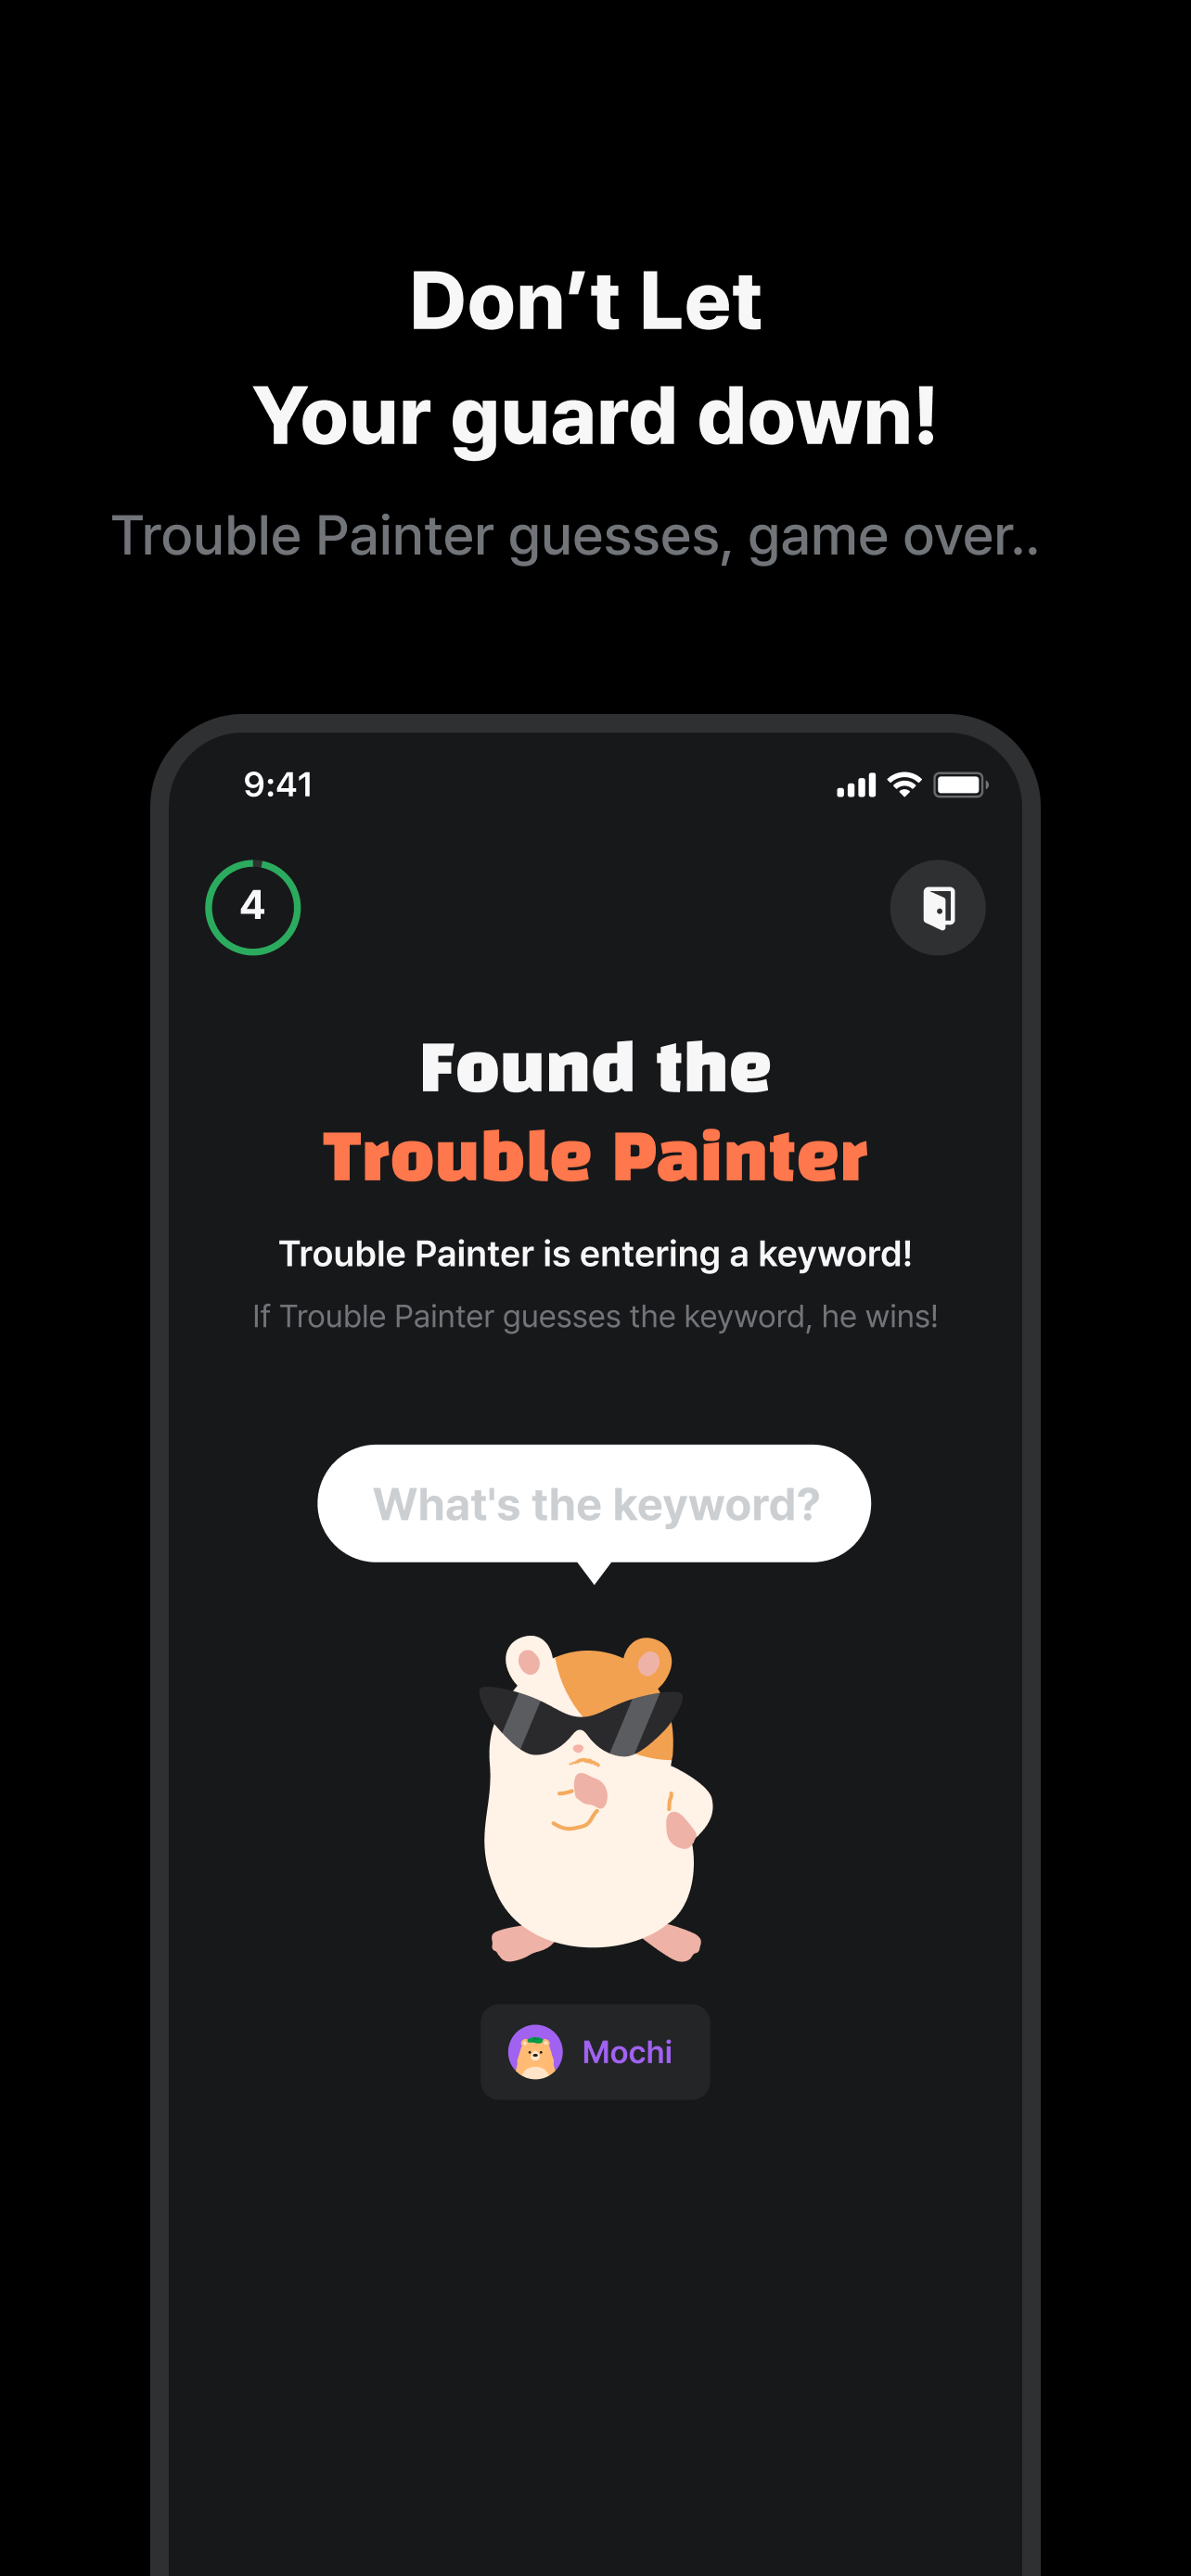 Don’t Let
Your guard down!
Trouble Painter guesses, game over..
9:41
4
Found the
Trouble Painter
Trouble Painter is entering a keyword!
If Trouble Painter guesses the keyword, he wins!
What's the keyword?
Mochi